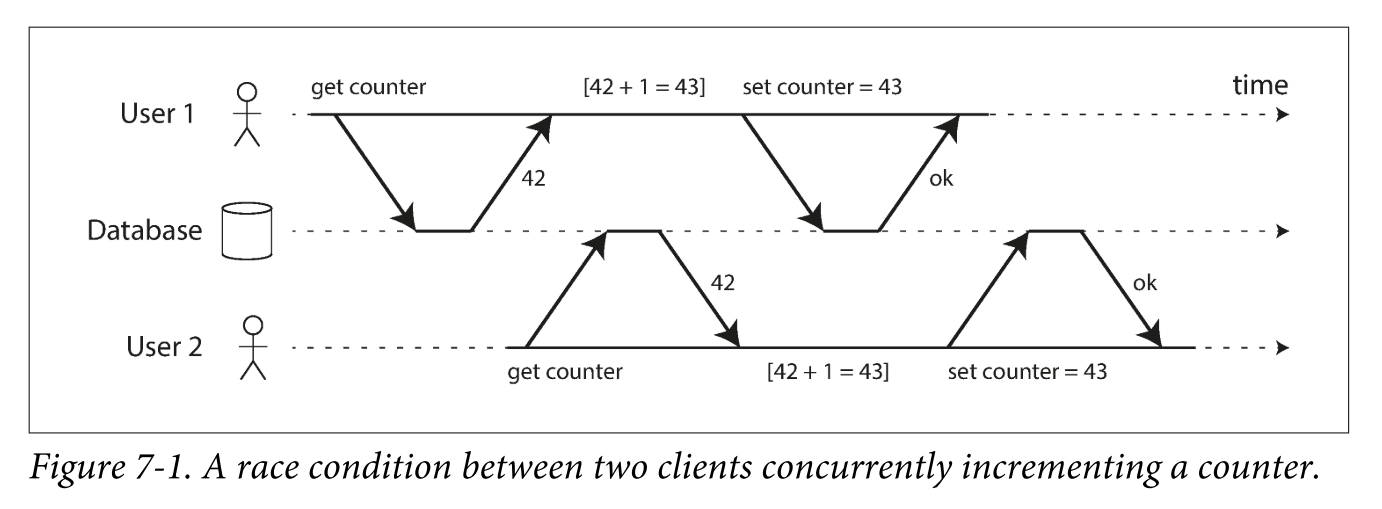 get counter [42 + 1 = 43] set counter = 43 time
User 1
42 ok
Database
42 ok
User 2
get counter [42 + 1 = 43] set counter = 43
Figure 7-1. A race condition between two clients concurrently incrementing a counter.